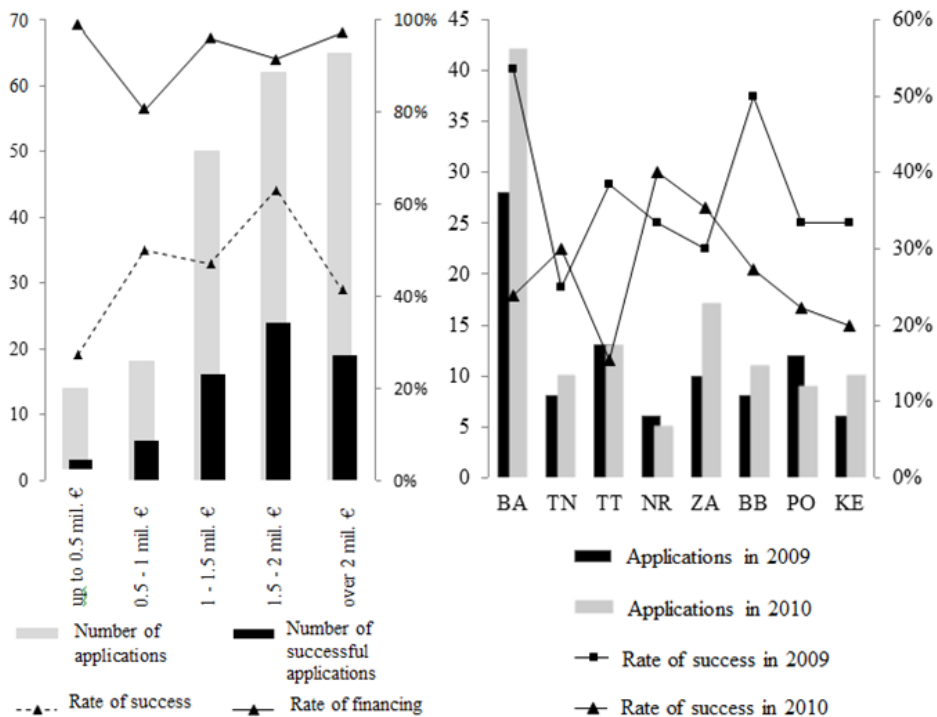 70
60
50
40
30
20
10
0
100%
80%
60%
40%
20%
0%
up to 0.5 mil. €
0.5 - 1 mil. €
1 - 1.5 mil. €
1.5 - 2 mil. €
over 2 mil. €
Number of
applications
Number of
successful
applications
Rate of success
Rate of financing
45
40
35
30
25
20
15
10
5
0
60%
50%
40%
30%
20%
10%
0%
BA TN TT NR ZA BB PO KE
Applications in 2009
Applications in 2010
Rate of success in 2009
Rate of success in 2010